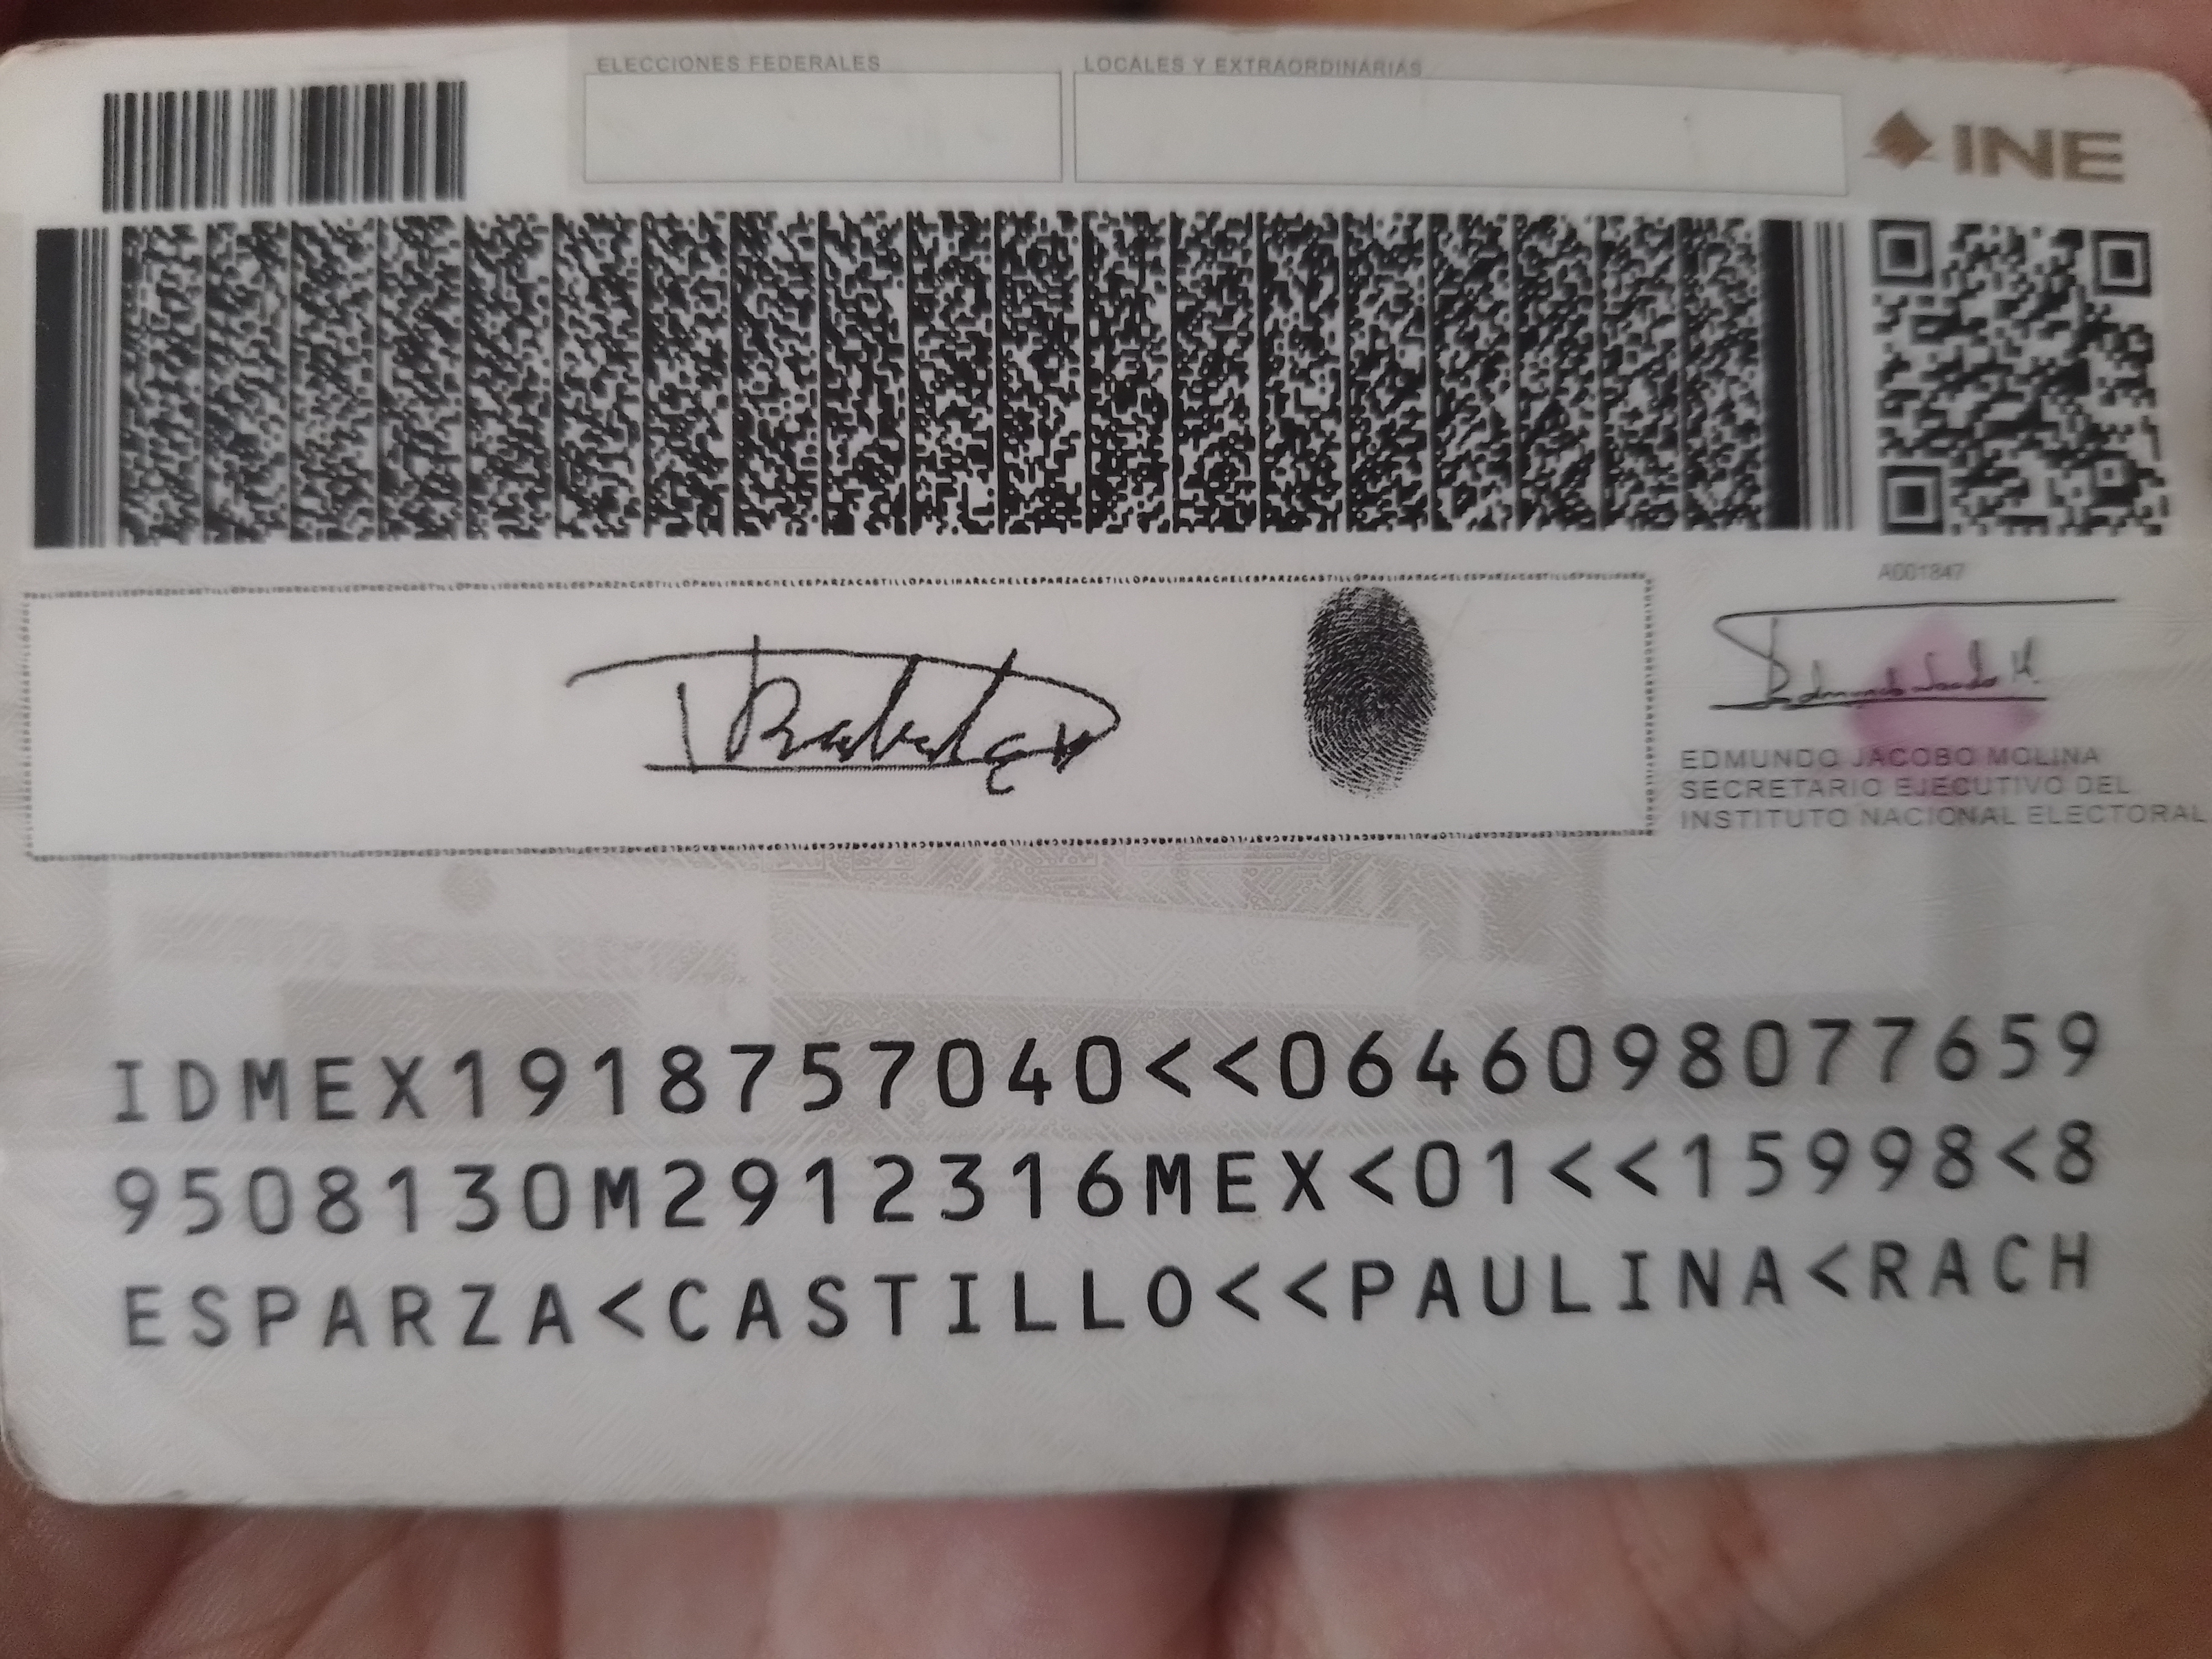 ELECCIONES FEDERALES
LOCALES Y EXTRAORDINARIAS
INE
A001847
EDMUNDO JACOBO MOLINA
SECRETARIO EJECUTIVO DEL
INSTITUTO NACIONAL ELECTORAL
IDMEX1918757040<<0646098077659
9508130M2912316MEX<01<<15998<8
ESPARZA<CASTILLO<<PAULINA<RACH